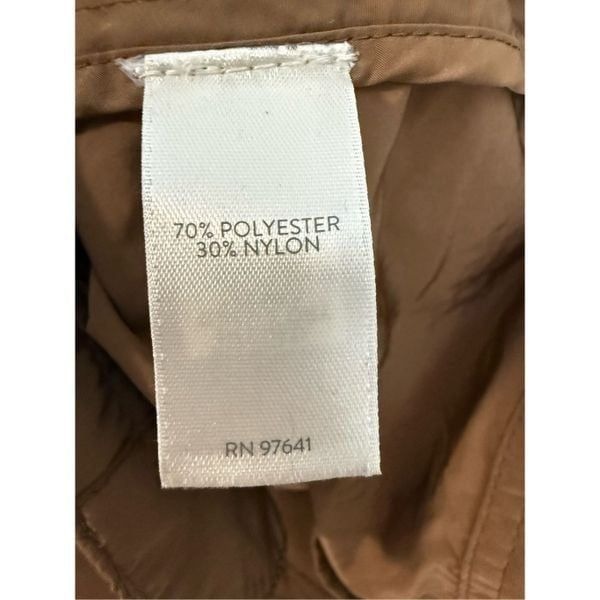 70% POLYESTER
30% NYLON
RN 97641